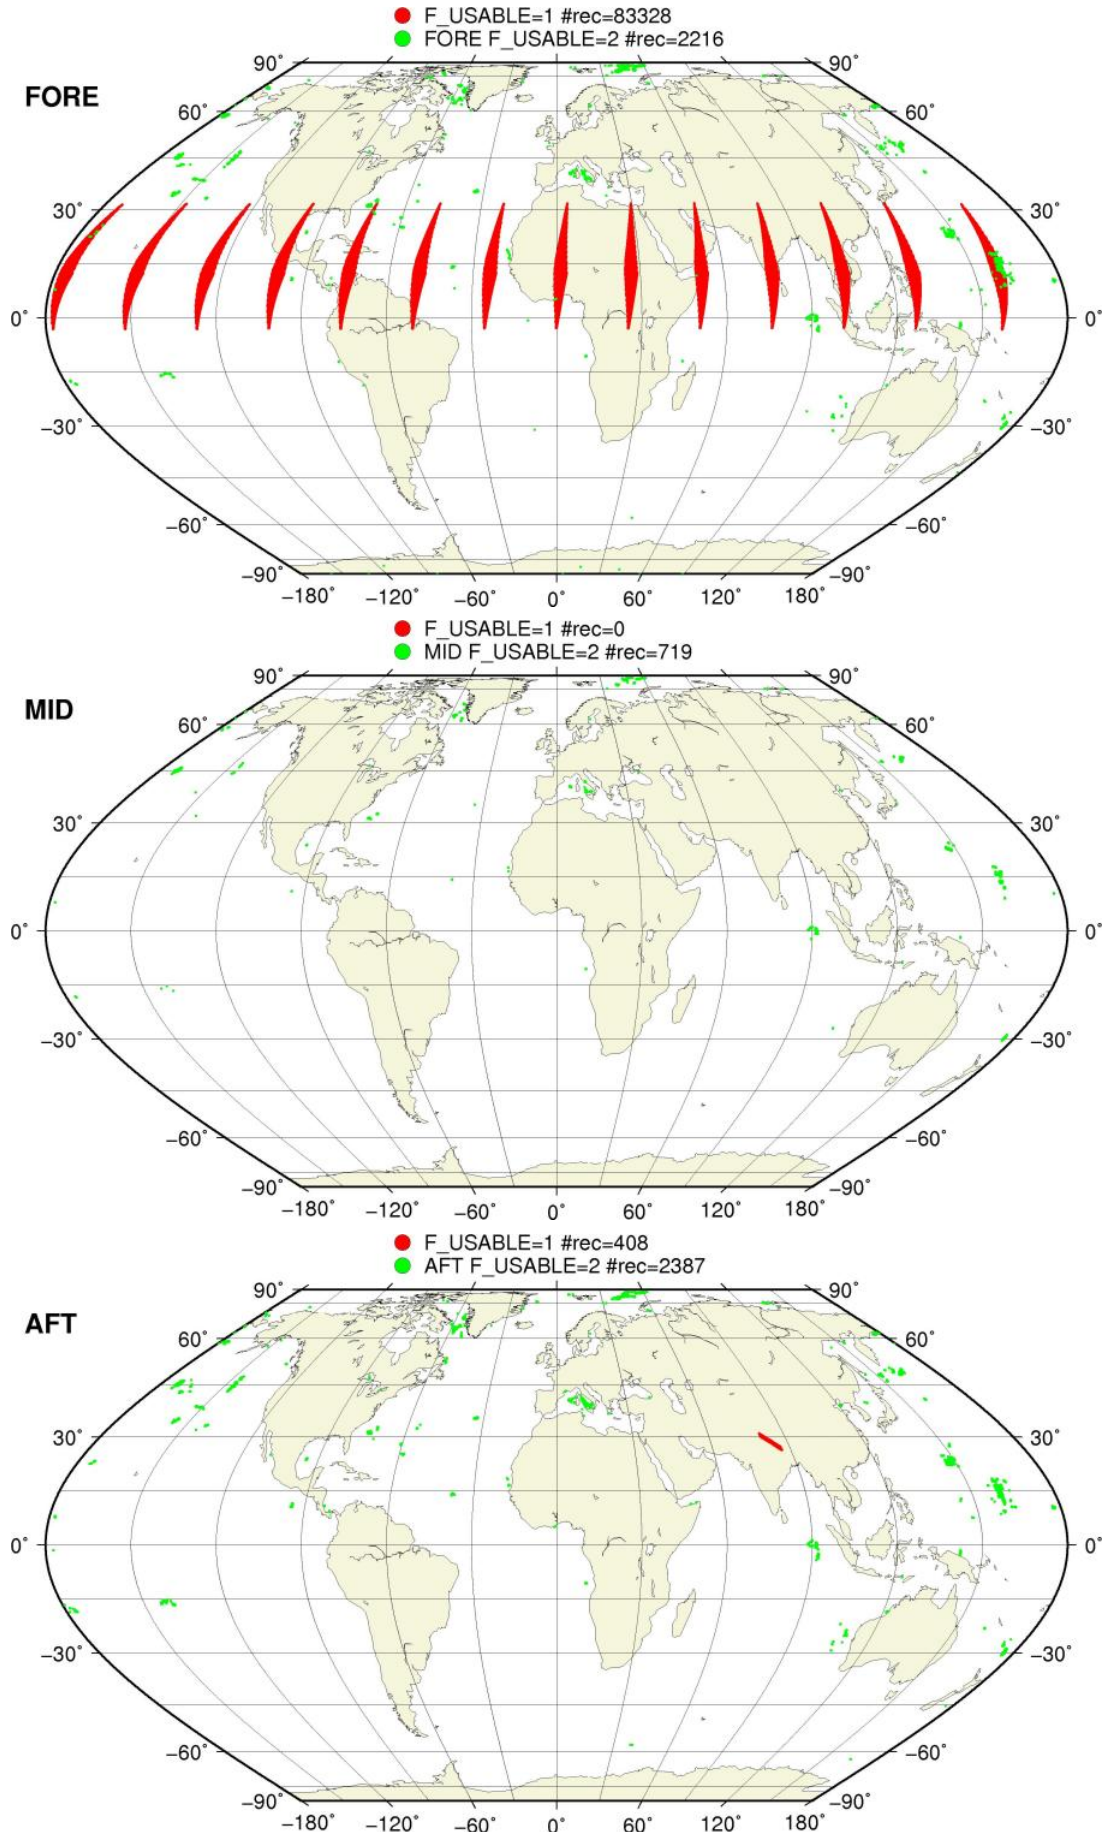 F_USABLE=1 #rec=83328
FORE F_USABLE=2 #rec=2216
FORE
90° 90°
60° 60°
30° 30°
0° 0°
−30° −30°
−60° −60°
−90° −90°
−180° −120° −60° 0° 60° 120° 180°
F_USABLE=1 #rec=0
MID F_USABLE=2 #rec=719
MID
90° 90°
60° 60°
30° 30°
0° 0°
−30° −30°
−60° −60°
−90° −90°
−180° −120° −60° 0° 60° 120° 180°
F_USABLE=1 #rec=408
AFT F_USABLE=2 #rec=2387
AFT
90° 90°
60° 60°
30° 30°
0° 0°
−30° −30°
−60° −60°
−90° −90°
−180° −120° −60° 0° 60° 120° 180°